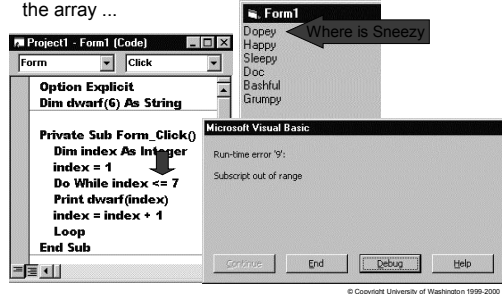 the array ...
Project1 - Form1 (Code)
Form
Click
Option Explicit
Dim dwarf(6) As String
Private Sub Form_Click()
Dim index As Integer
index = 1
Do While index <= 7
Print dwarf(index)
index = index + 1
Loop
End Sub
Form1
Dopey
Happy
Sleepy
Doc
Bashful
Grumpy
Where is Sneezy
Microsoft Visual Basic
Run-time error '9':
Subscript out of range
Continue
End
Debug
Help
© Copyright University of Washington 1999-2000